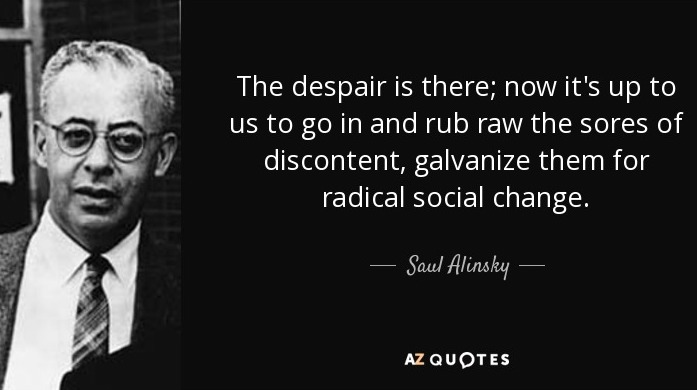 The despair is there; now it's up to
us to go in and rub raw the sores of
discontent, galvanize them for
radical social change.
Saul Alinsky
AZ QUOTES